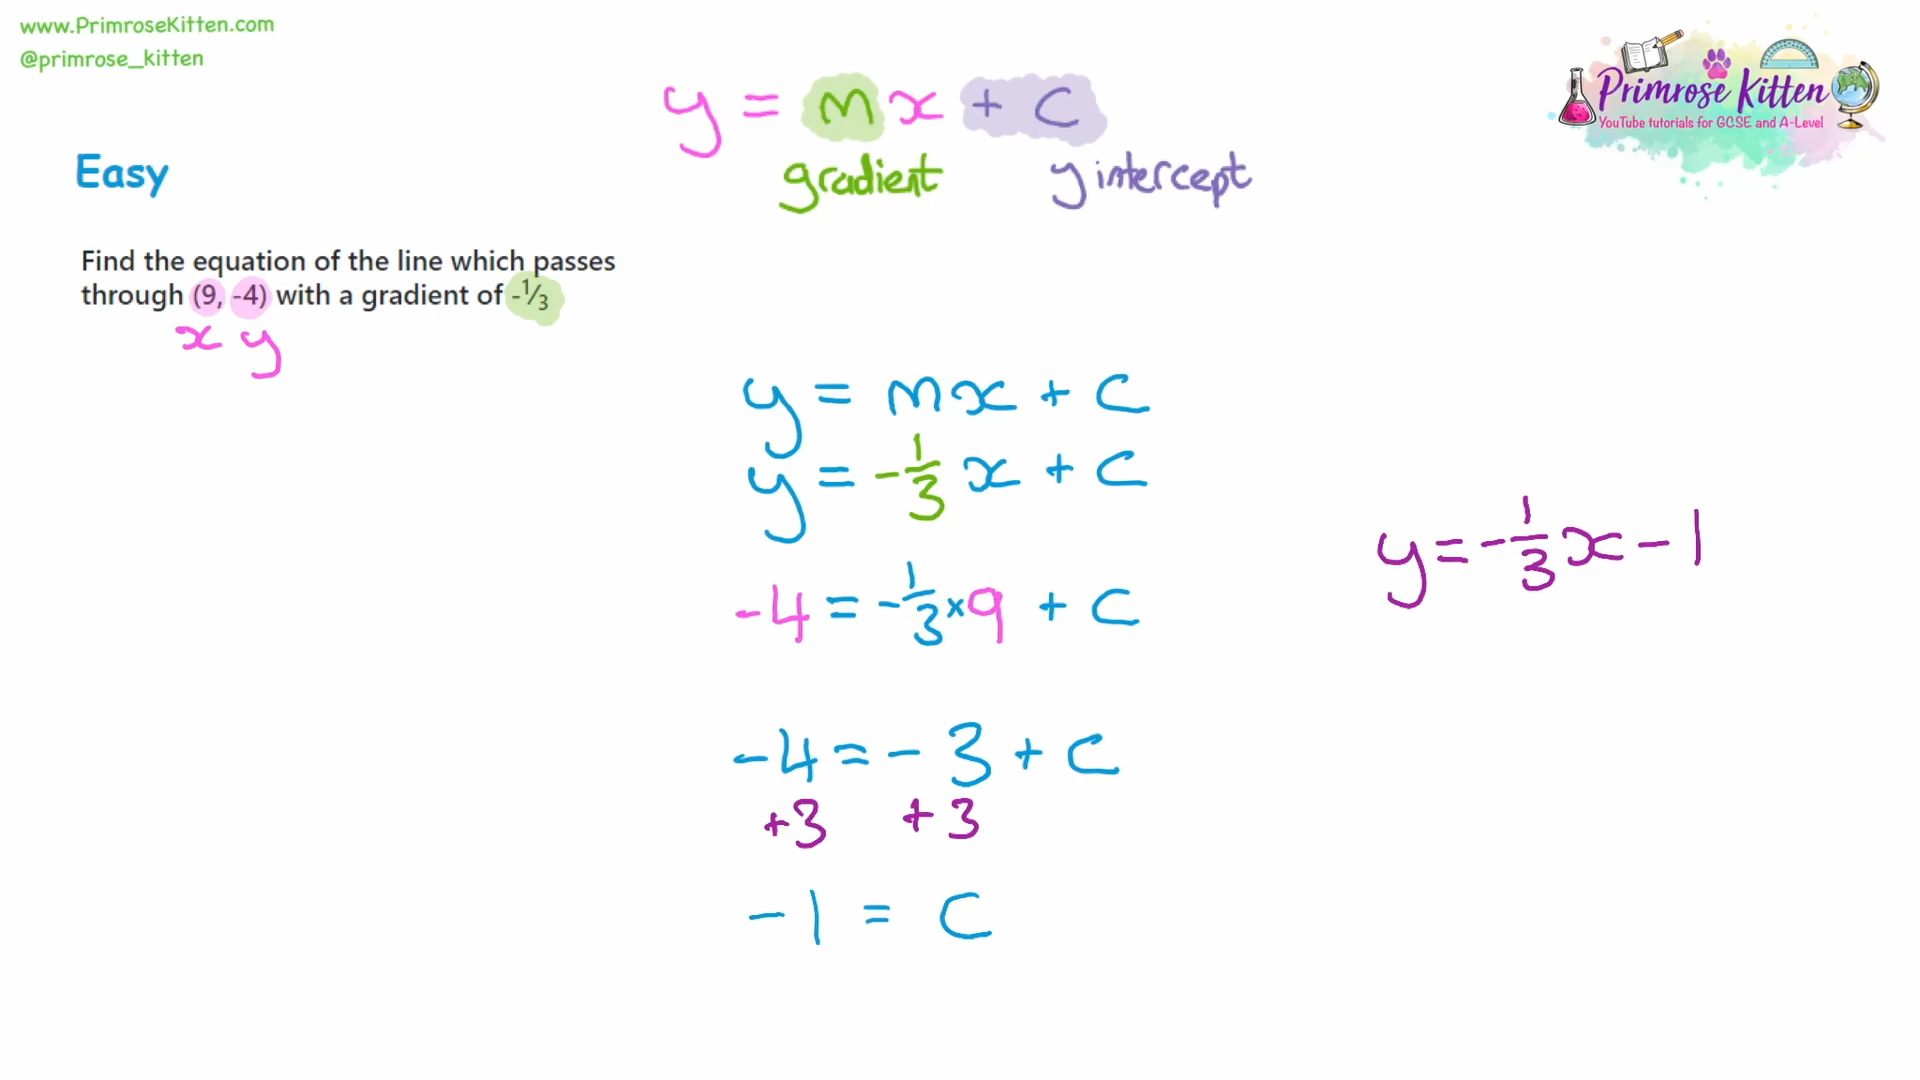 www.PrimroseKitten.com
@primrose_kitten
Primrose Kitten
YouTube tutorials for GCSE and A-Level
y = mx + c
gradient
y intercept
Easy
Find the equation of the line which passes
through (9, -4) with a gradient of -⅓
x y
y = mx + c
y = -1/3 x + c
-4 = -1/3 × 9 + c
y = -1/3 x - 1
-4 = - 3 + c
+3 +3
-1 = c